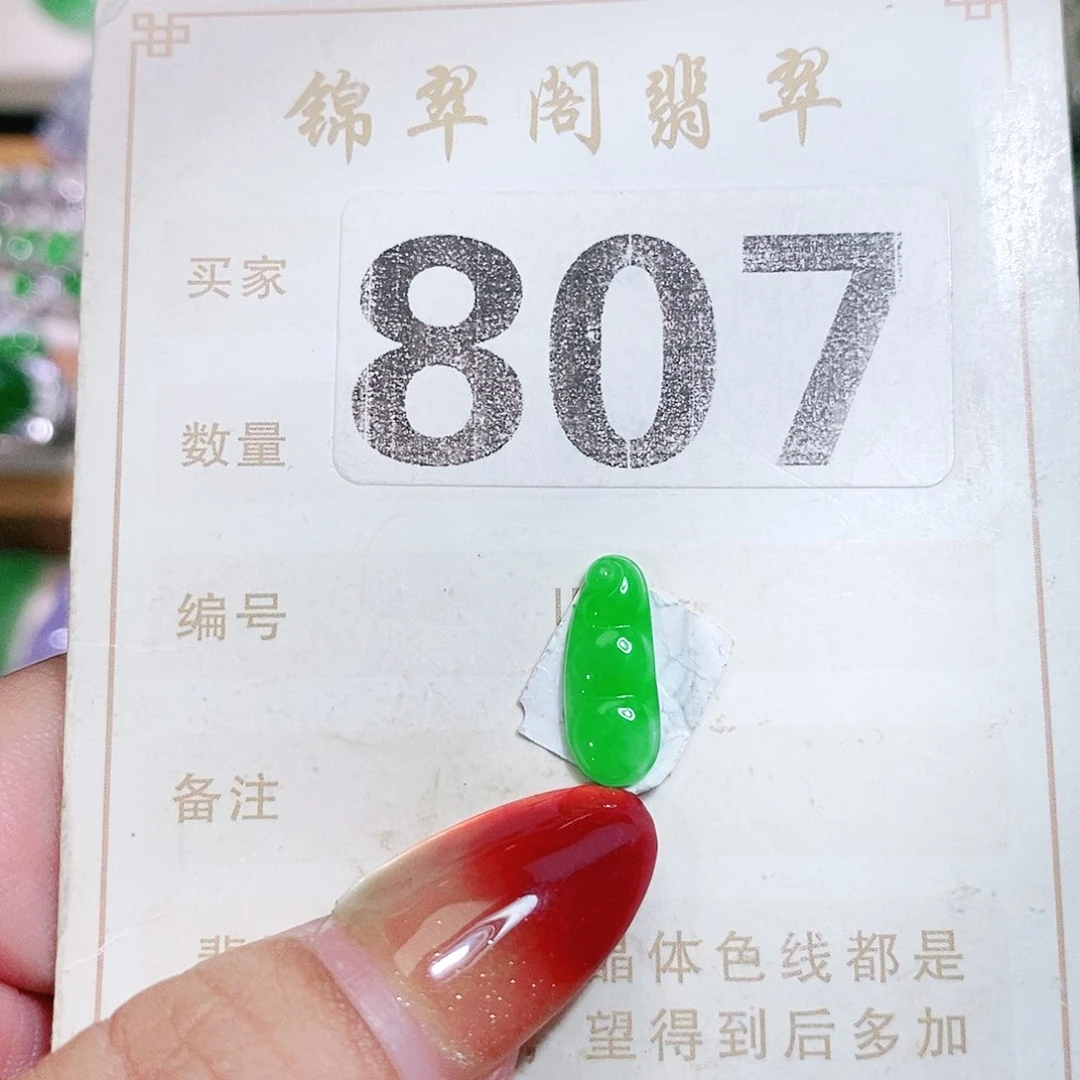 锦翠阁翡翠
买家
807
数量
编号
备注
晶体色线都是
望得到后多加